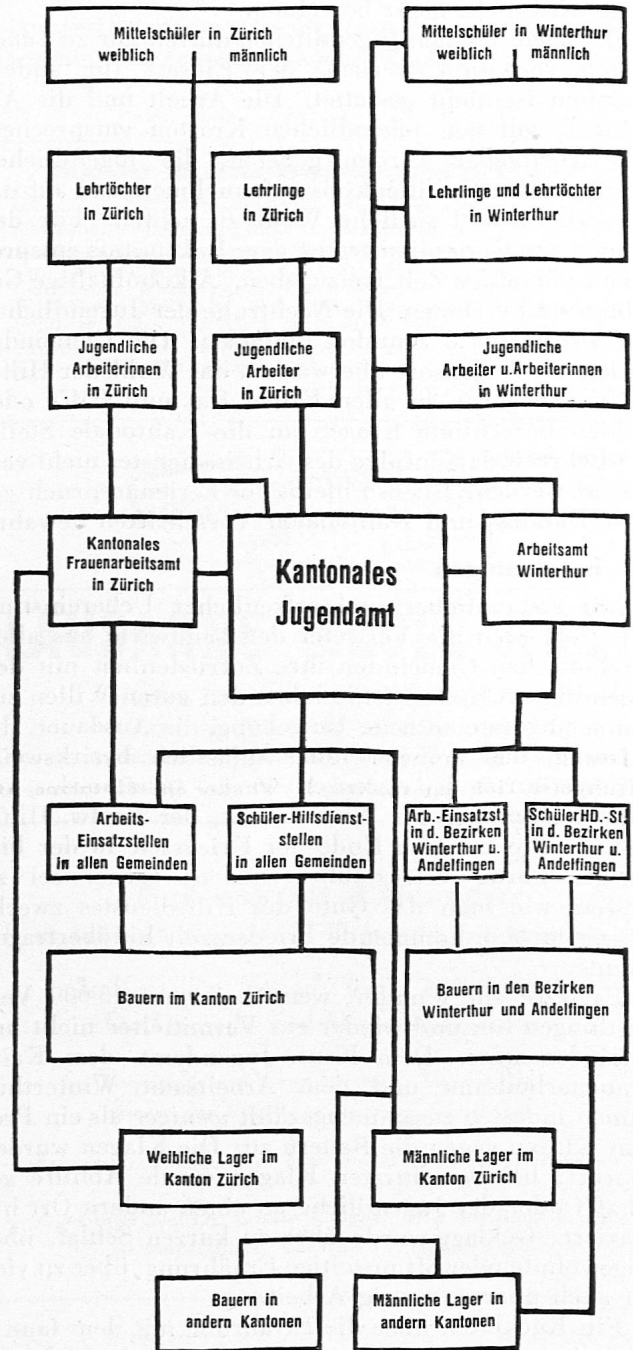 Mittelschüler in Zürich
weiblich männlich
Mittelschüler in Winterthur
weiblich männlich
Lehrtöchter
in Zürich
Lehrlinge
in Zürich
Lehrlinge und Lehrtöchter
in Winterthur
Jugendliche
Arbeiterinnen
in Zürich
Jugendliche
Arbeiter
in Zürich
Jugendliche
Arbeiter u. Arbeiterinnen
in Winterthur
Kantonales
Frauenarbeitsamt
in Zürich
Kantonales
Jugendamt
Arbeitsamt
Winterthur
Arbeits-
Einsatzstellen
in allen Gemeinden
Schüler-Hilfsdienst-
Stellen
in allen Gemeinden
Arb.-Einsatzst.
in d. Bezirken
Winterthur u.
Andelfingen
SchülerHD.-St.
in d. Bezirken
Winterthur u.
Andelfingen
Bauern im Kanton Zürich
Bauern in den Bezirken
Winterthur und Andelfingen
Weibliche Lager im
Kanton Zürich
Männliche Lager im
Kanton Zürich
Bauern in
andern Kantonen
Männliche Lager in
andern Kantonen